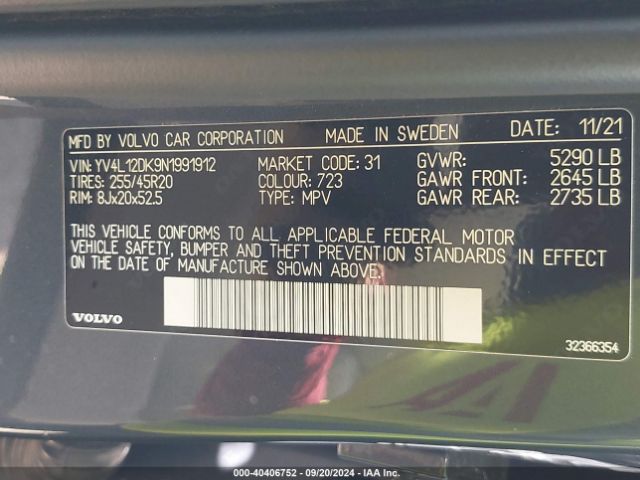 MFD BY VOLVO CAR CORPORATION MADE IN SWEDEN DATE: 11/21
VIN: YV4L12DK9N1991912 MARKET CODE: 31 GVWR: 5290 LB
TIRES: 255/45R20 COLOUR: 723 GAWR FRONT: 2645 LB
RIM: 8Jx20x52.5 TYPE: MPV GAWR REAR: 2735 LB
THIS VEHICLE CONFORMS TO ALL APPLICABLE FEDERAL MOTOR
VEHICLE SAFETY, BUMPER AND THEFT PREVENTION STANDARDS IN EFFECT
ON THE DATE OF MANUFACTURE SHOWN ABOVE.
VOLVO
32366354
000-40406752 - 09/20/2024 - IAA Inc.